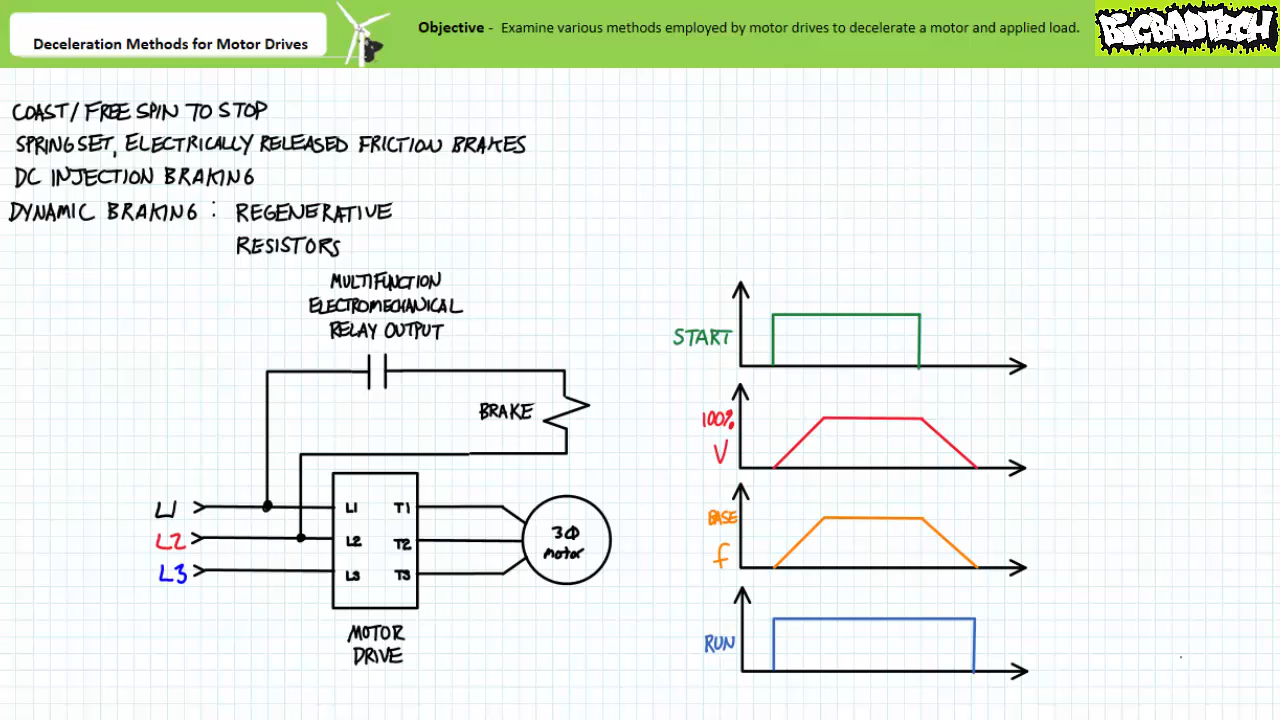 Deceleration Methods for Motor Drives
Objective - Examine various methods employed by motor drives to decelerate a motor and applied load.
BIGBADTECH
COAST/FREE SPIN TO STOP
SPRING SET, ELECTRICALLY RELEASED FRICTION BRAKES
DC INJECTION BRAKING
DYNAMIC BRAKING : REGENERATIVE
RESISTORS
MULTIFUNCTION
ELECTROMECHANICAL
RELAY OUTPUT
BRAKE
L1
L2
L3
L1 T1
L2 T2
L3 T3
3Φ
motor
MOTOR
DRIVE
START
100%
V
BASE
f
RUN